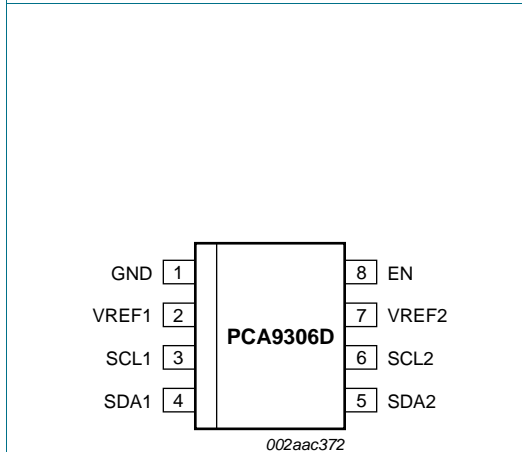 GND 1 8 EN
VREF1 2 7 VREF2
PCA9306D
SCL1 3 6 SCL2
SDA1 4 5 SDA2
002aac372